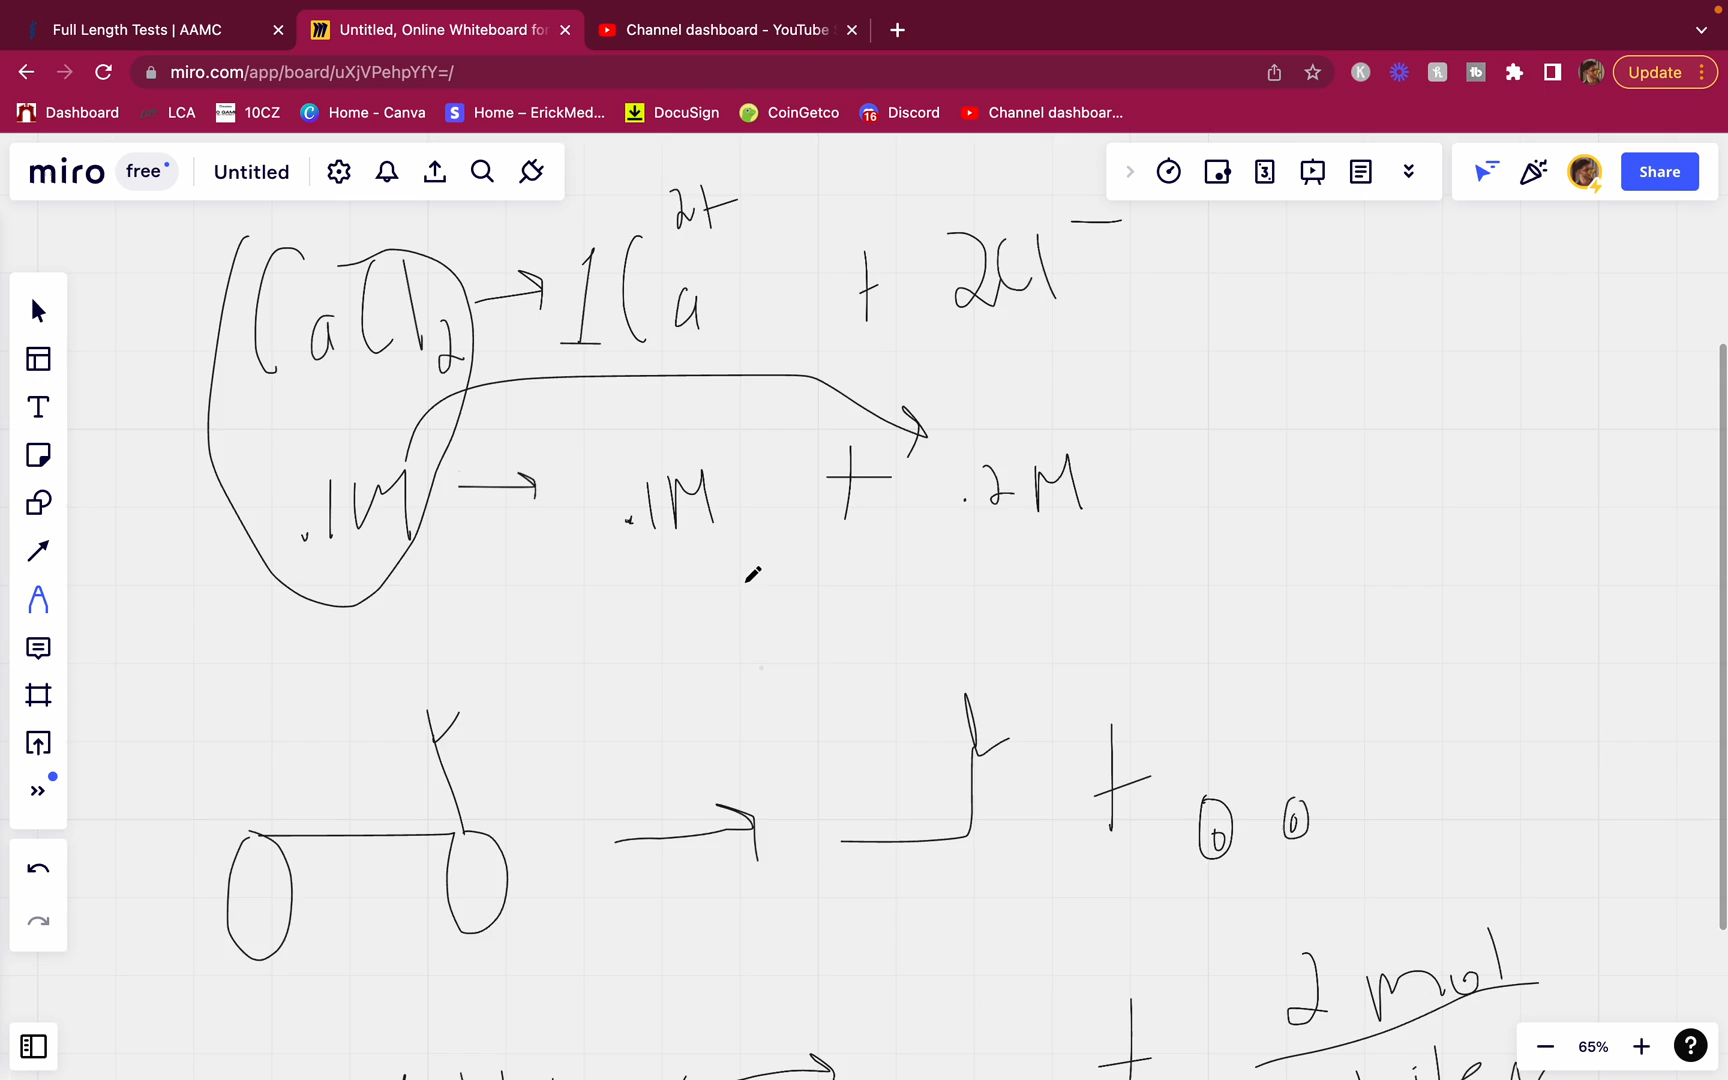 Full Length Tests | AAMC
Untitled, Online Whiteboard for
Channel dashboard - YouTube
miro.com/app/board/uXjVPehpYfY=/
Update
Dashboard
LCA
10CZ
Home - Canva
Home – ErickMed...
DocuSign
CoinGetco
16
Discord
Channel dashboar...
miro
free
Untitled
3
Share
CaCl2 → 1Ca2+ + 2Cl−
.1M → .1M + .2M
+
2 mol
+
65%